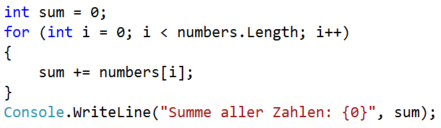 int sum = 0;
for (int i = 0; i < numbers.Length; i++)
{
    sum += numbers[i];
}
Console.WriteLine("Summe aller Zahlen: {0}", sum);